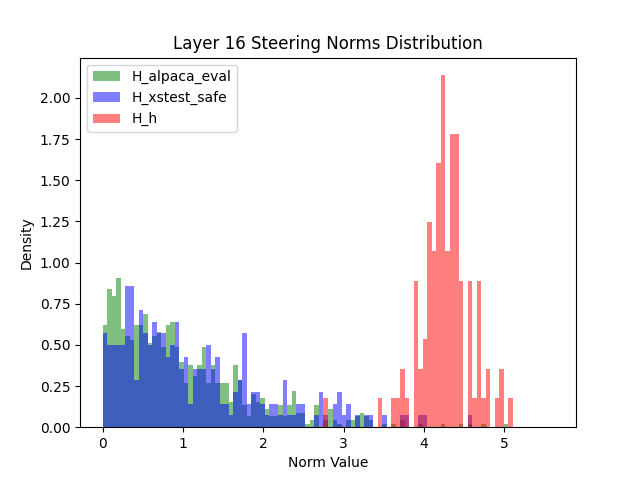 Layer 16 Steering Norms Distribution
H_alpaca_eval
H_xstest_safe
H_h
Density
2.00
1.75
1.50
1.25
1.00
0.75
0.50
0.25
0.00
0 1 2 3 4 5
Norm Value